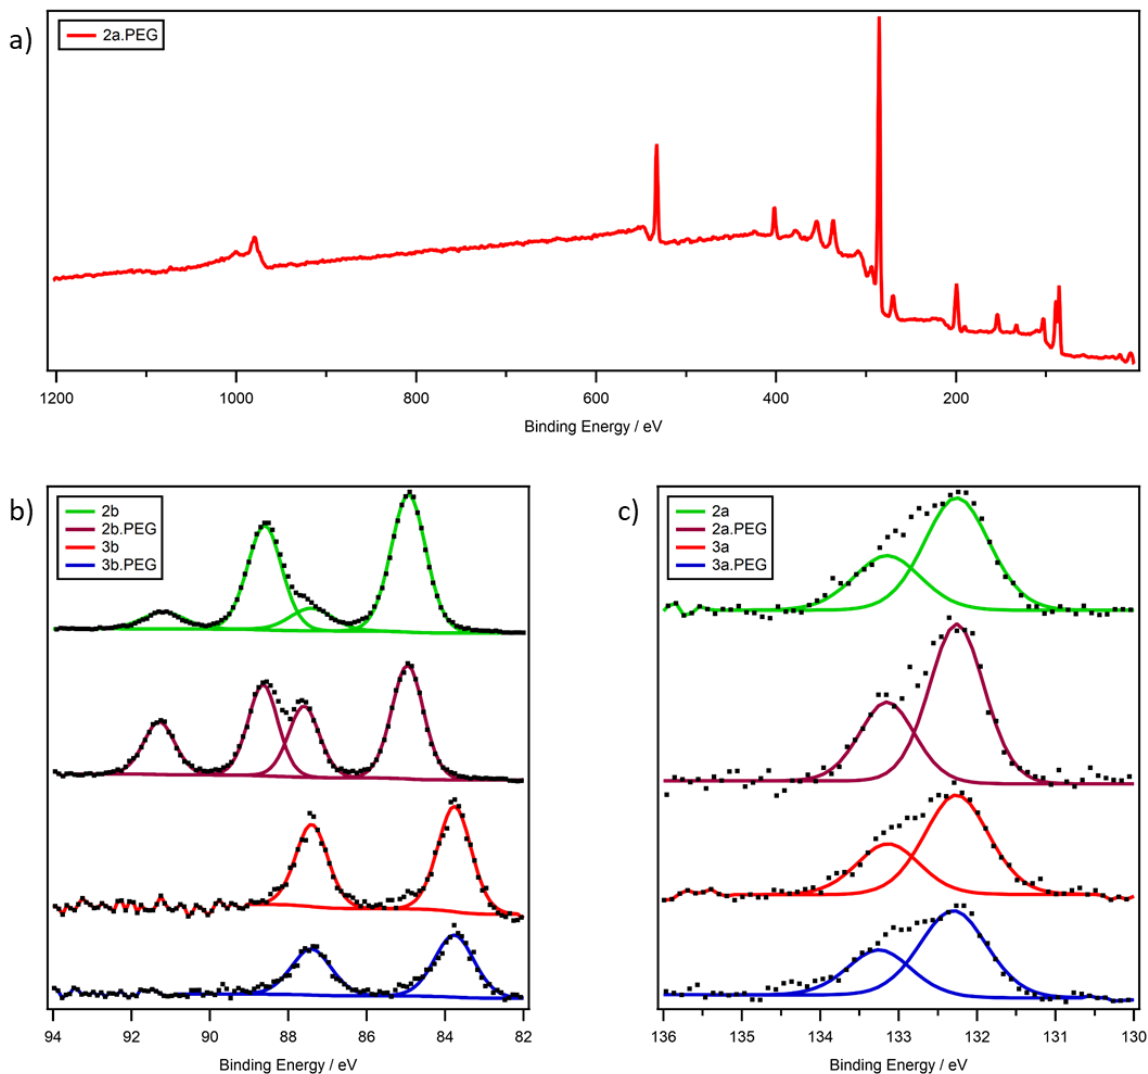 a)
2a.PEG
1200 1000 800 600 400 200
Binding Energy / eV
b)
2b
2b.PEG
3b
3b.PEG
94 92 90 88 86 84 82
Binding Energy / eV
c)
2a
2a.PEG
3a
3a.PEG
136 135 134 133 132 131 130
Binding Energy / eV